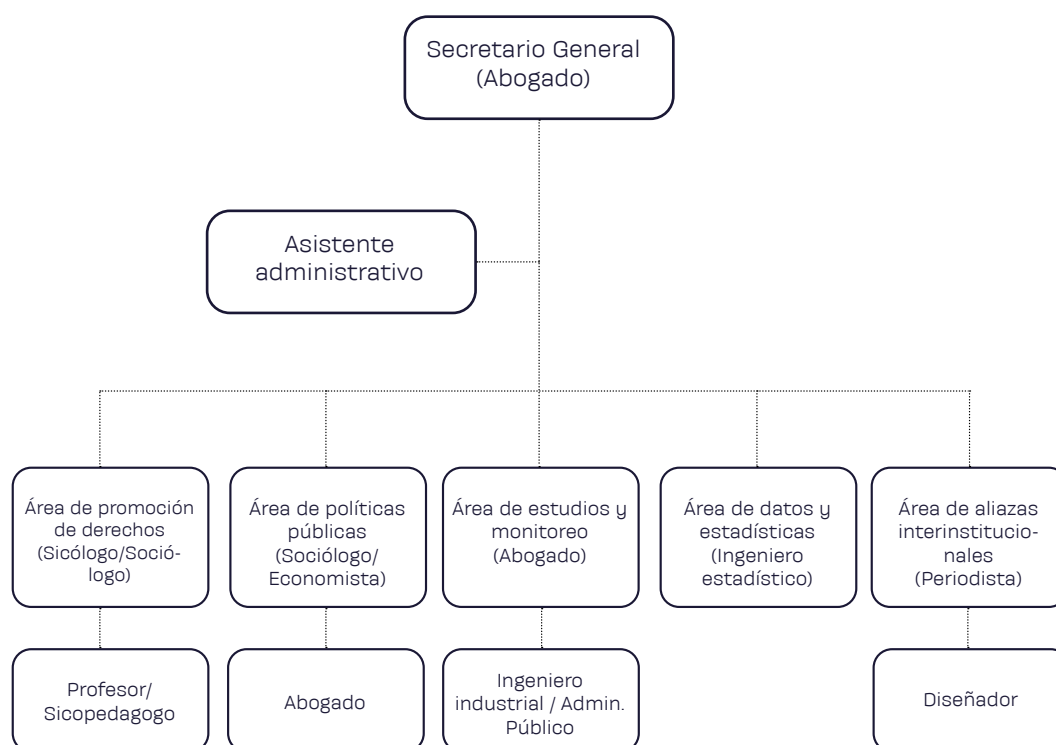 Secretario General
(Abogado)
Asistente
administrativo
Área de promoción
de derechos
(Sicólogo/Soció-
logo)
Área de políticas
públicas
(Sociólogo/
Economista)
Área de estudios y
monitoreo
(Abogado)
Área de datos y
estadísticas
(Ingeniero
estadístico)
Área de aliazas
interinstitucio-
nales
(Periodista)
Profesor/
Sicopedagogo
Abogado
Ingeniero
industrial / Admin.
Público
Diseñador